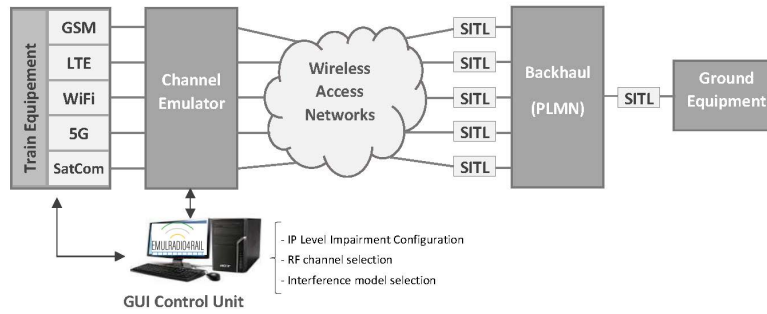 Train Equipement
GSM
LTE
WiFi
5G
SatCom
Channel
Emulator
Wireless
Access
Networks
SITL
SITL
SITL
SITL
SITL
Backhaul
(PLMN)
SITL
Ground
Equipment
EMULRADIO4RAIL
GUI Control Unit
- IP Level Impairment Configuration
- RF channel selection
- Interference model selection